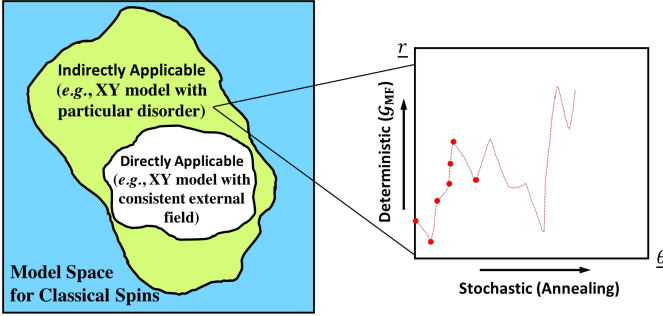 Indirectly Applicable
(e.g., XY model with
particular disorder)
Directly Applicable
(e.g., XY model with
consistent external
field)
Model Space
for Classical Spins
r
Deterministic (𝒢MF)
θ
Stochastic (Annealing)